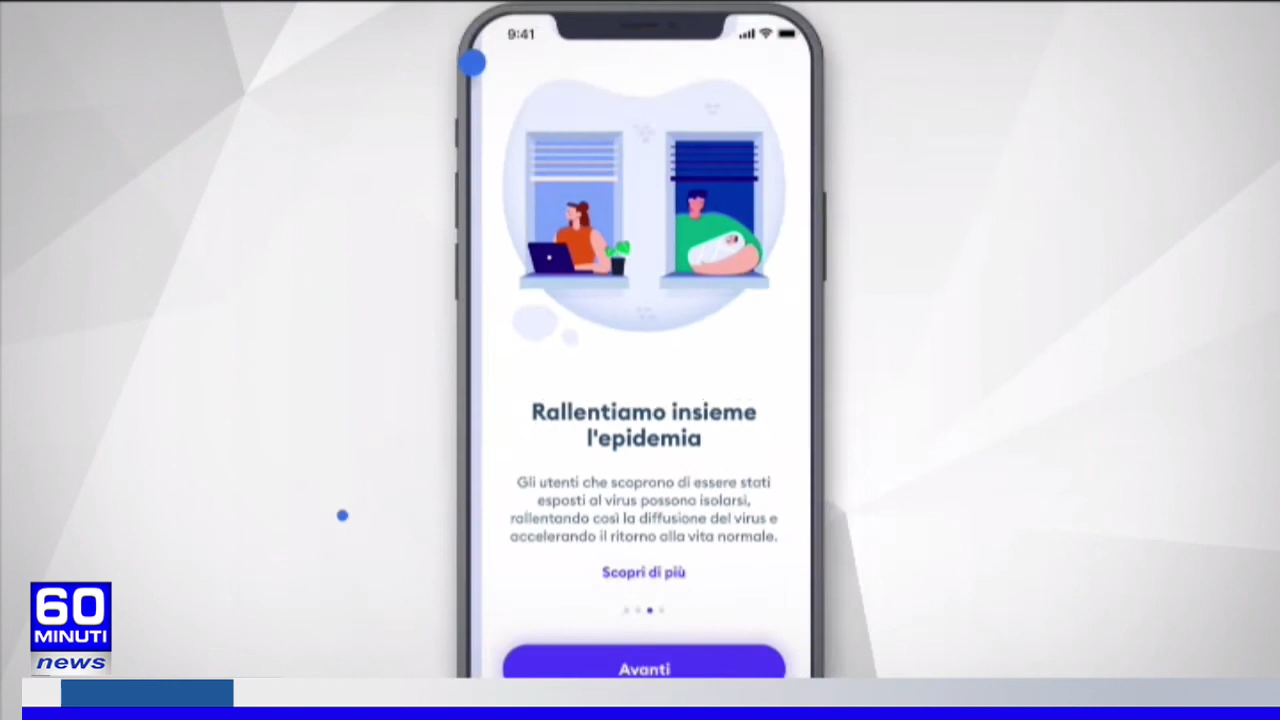 9:41
Rallentiamo insieme
l'epidemia
Gli utenti che scoprono di essere stati
esposti al virus possono isolarsi,
rallentando così la diffusione del virus e
accelerando il ritorno alla vita normale.
Scopri di più
Avanti
60
MINUTI
news